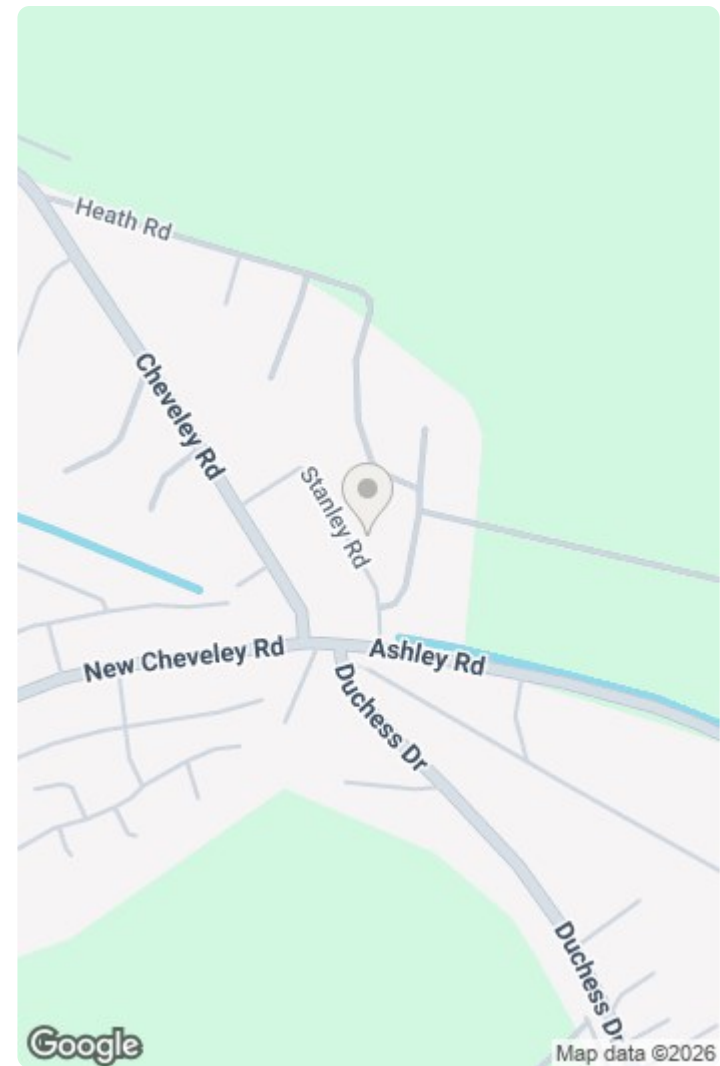 Heath Rd
Cheveley Rd
Stanley Rd
New Cheveley Rd
Ashley Rd
Duchess Dr
Duchess Dr
Google
Map data ©2026